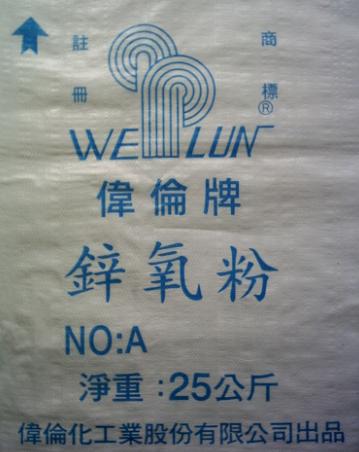 註冊
商標®
WEI LUN
偉倫牌
鋅氧粉
NO:A
淨重:25公斤
偉倫化工業股份有限公司出品